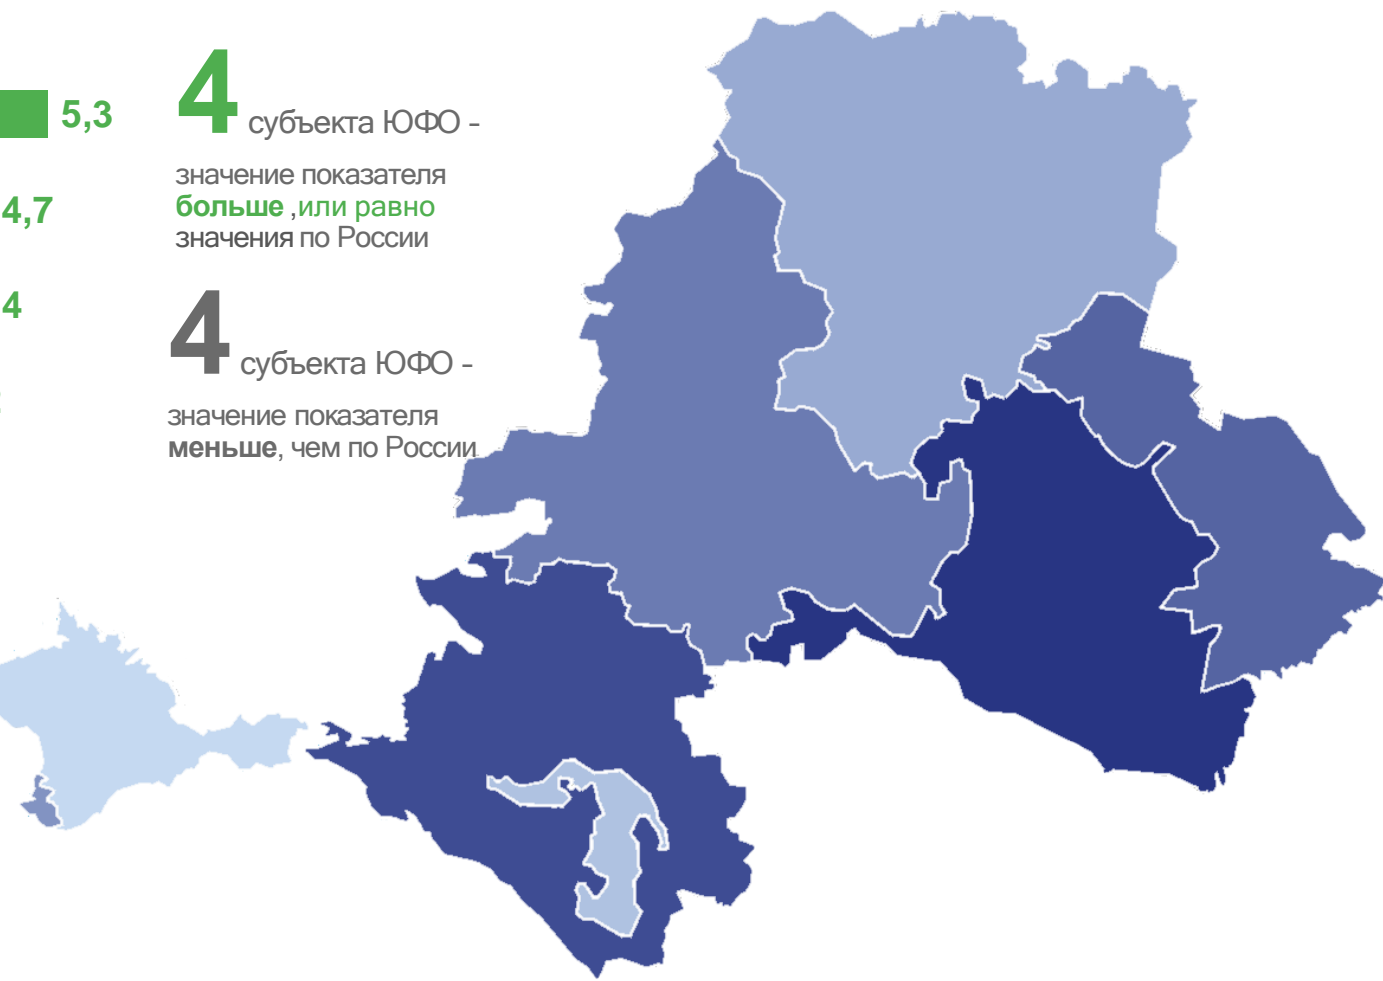 5,3
4 субъекта ЮФО -
значение показателя
больше ,или равно
значения по России
4,7
4
4 субъекта ЮФО -
значение показателя
меньше, чем по России